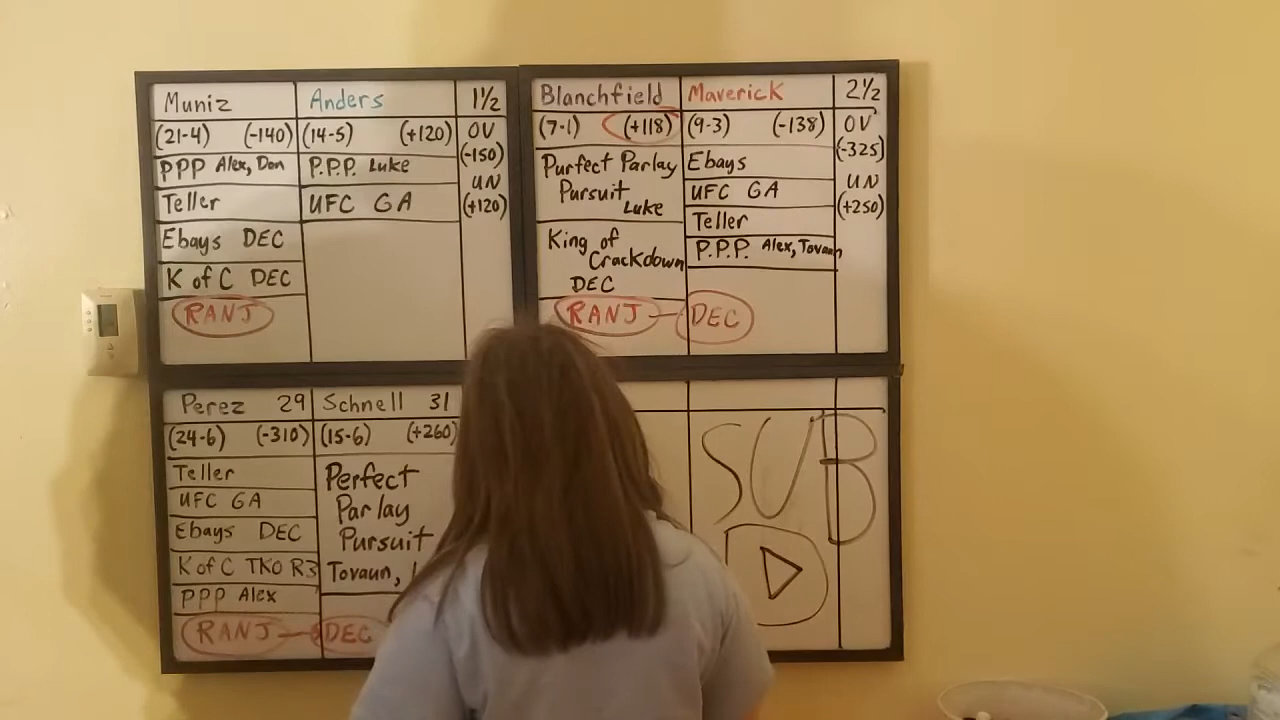 Muniz Anders 1½
(21-4) (-140) (14-5) (+120) OV
(-150)
PPP Alex, Don P.P.P. Luke
UN
Teller UFC GA (+120)
Ebays DEC
K of C DEC
RANJ
Blanchfield Maverick 2½
(7-1) (+118) (9-3) (-138) OV
(-325)
Purfect Parlay Ebays
Pursuit UFC GA UN
Luke (+250)
Teller
King of P.P.P. Alex, Tovaun
Crackdown
DEC
RANJ - DEC
Perez 29 Schnell 31
(24-6) (-310) (15-6) (+260)
Teller Perfect
UFC GA Parlay
Ebays DEC Pursuit
K of C TKO R3 Tovaun,
PPP Alex
RANJ - DEC
SUB